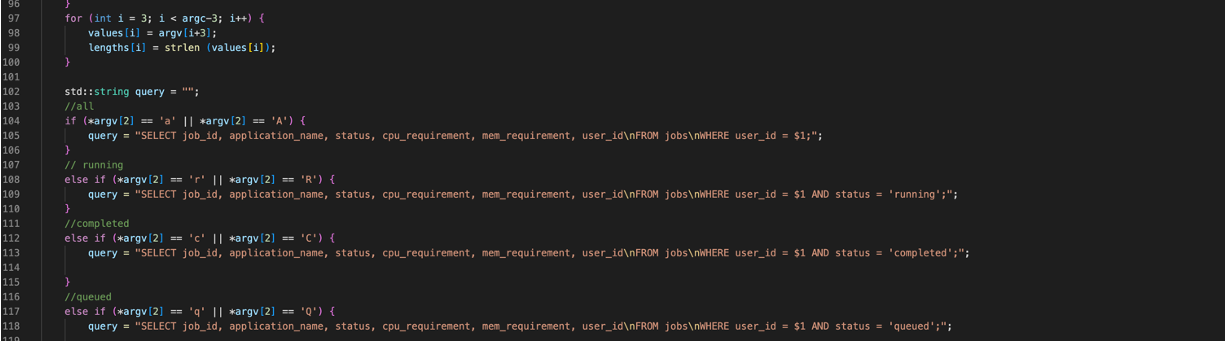 96 }
97 for (int i = 3; i < argc-3; i++) {
98 values[i] = argv[i+3];
99 lengths[i] = strlen (values[i]);
100 }
101
102 std::string query = "";
103 //all
104 if (*argv[2] == 'a' || *argv[2] == 'A') {
105 query = "SELECT job_id, application_name, status, cpu_requirement, mem_requirement, user_id\nFROM jobs\nWHERE user_id = $1;";
106 }
107 // running
108 else if (*argv[2] == 'r' || *argv[2] == 'R') {
109 query = "SELECT job_id, application_name, status, cpu_requirement, mem_requirement, user_id\nFROM jobs\nWHERE user_id = $1 AND status = 'running';";
110 }
111 //completed
112 else if (*argv[2] == 'c' || *argv[2] == 'C') {
113 query = "SELECT job_id, application_name, status, cpu_requirement, mem_requirement, user_id\nFROM jobs\nWHERE user_id = $1 AND status = 'completed';";
114
115 }
116 //queued
117 else if (*argv[2] == 'q' || *argv[2] == 'Q') {
118 query = "SELECT job_id, application_name, status, cpu_requirement, mem_requirement, user_id\nFROM jobs\nWHERE user_id = $1 AND status = 'queued';";
119